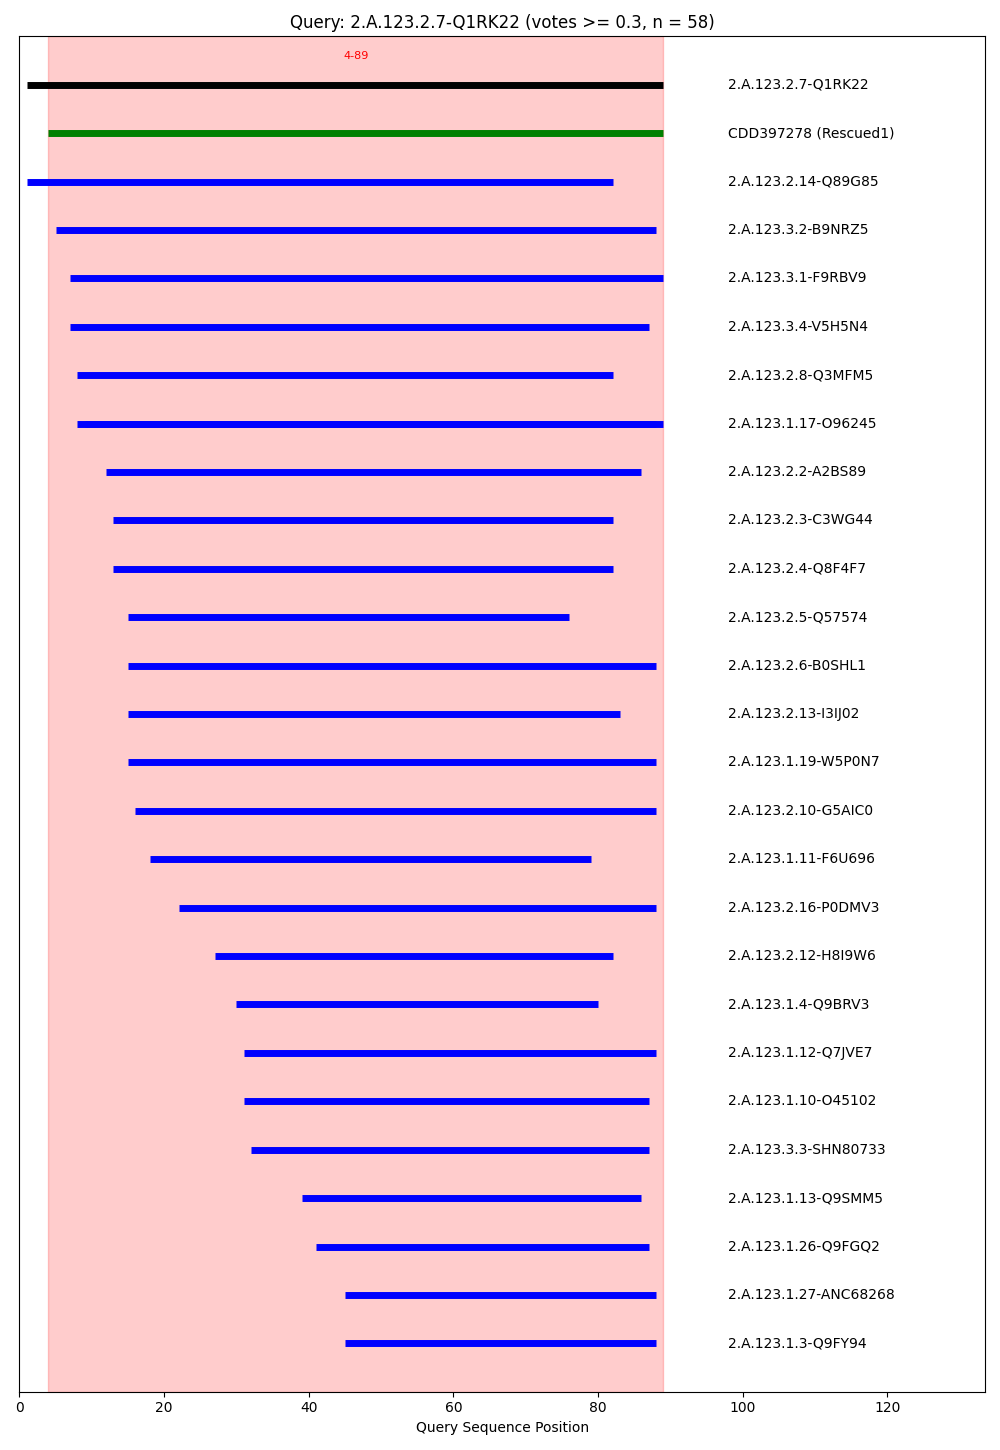 Query: 2.A.123.2.7-Q1RK22 (votes >= 0.3, n = 58)
4-89
2.A.123.2.7-Q1RK22
CDD397278 (Rescued1)
2.A.123.2.14-Q89G85
2.A.123.3.2-B9NRZ5
2.A.123.3.1-F9RBV9
2.A.123.3.4-V5H5N4
2.A.123.2.8-Q3MFM5
2.A.123.1.17-O96245
2.A.123.2.2-A2BS89
2.A.123.2.3-C3WG44
2.A.123.2.4-Q8F4F7
2.A.123.2.5-Q57574
2.A.123.2.6-B0SHL1
2.A.123.2.13-I3IJ02
2.A.123.1.19-W5P0N7
2.A.123.2.10-G5AIC0
2.A.123.1.11-F6U696
2.A.123.2.16-P0DMV3
2.A.123.2.12-H8I9W6
2.A.123.1.4-Q9BRV3
2.A.123.1.12-Q7JVE7
2.A.123.1.10-O45102
2.A.123.3.3-SHN80733
2.A.123.1.13-Q9SMM5
2.A.123.1.26-Q9FGQ2
2.A.123.1.27-ANC68268
2.A.123.1.3-Q9FY94
0 20 40 60 80 100 120
Query Sequence Position